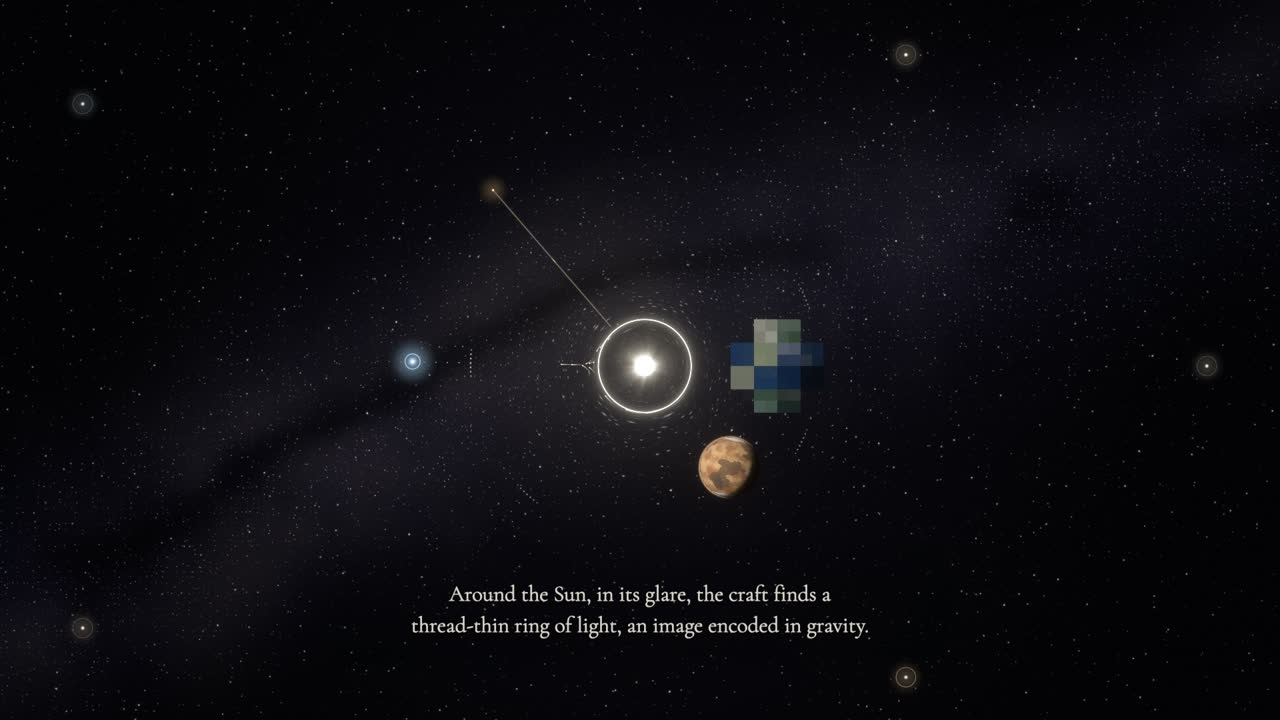 Around the Sun, in its glare, the craft finds a
thread-thin ring of light, an image encoded in gravity.